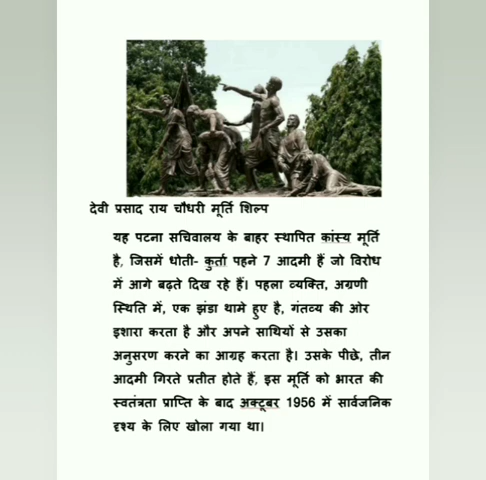 देवी प्रसाद राय चौधरी मूर्ति शिल्प
यह पटना सचिवालय के बाहर स्थापित कांस्य मूर्ति
है, जिसमें धोती- कुर्ता पहने 7 आदमी हैं जो विरोध
में आगे बढ़ते दिख रहे हैं। पहला व्यक्ति, अग्रणी
स्थिति में, एक झंडा थामे हुए है, गंतव्य की ओर
इशारा करता है और अपने साथियों से उसका
अनुसरण करने का आग्रह करता है। उसके पीछे, तीन
आदमी गिरते प्रतीत होते हैं, इस मूर्ति को भारत की
स्वतंत्रता प्राप्ति के बाद अक्टूबर 1956 में सार्वजनिक
दृश्य के लिए खोला गया था।